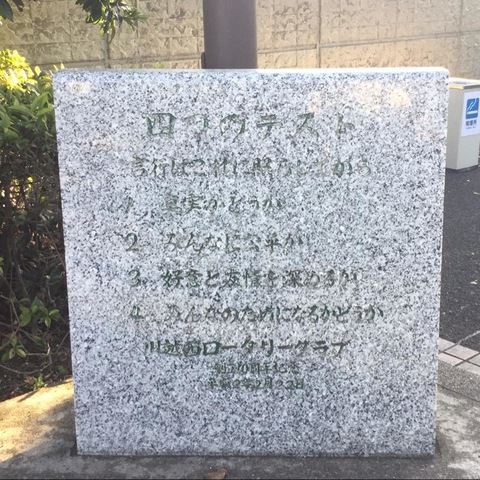 四つのテスト
言行はこれに照らしてから
1. 真実かどうか
2. みんなに公平か
3. 好意と友情を深めるか
4. みんなのためになるかどうか
川越西ロータリークラブ